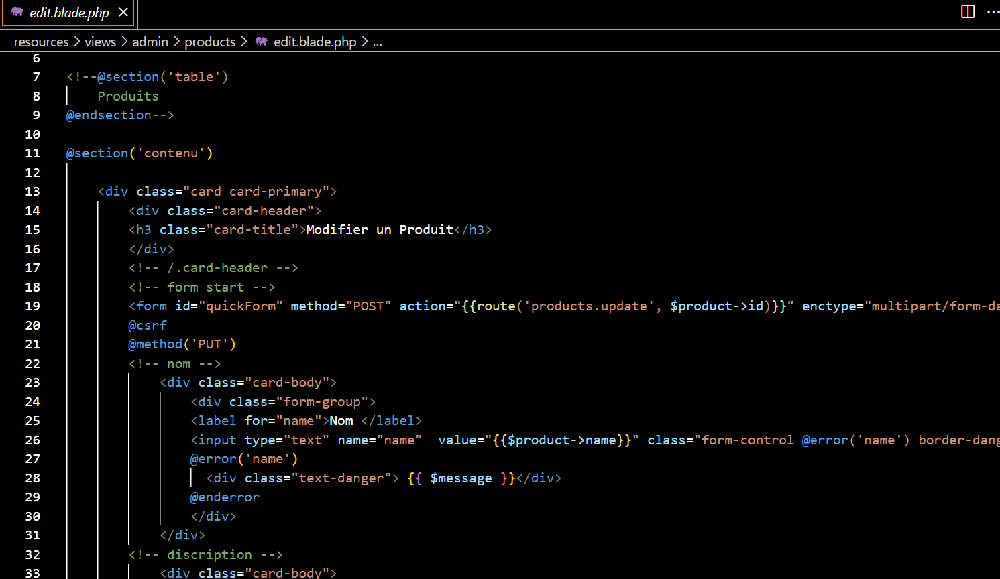 edit.blade.php
resources > views > admin > products > edit.blade.php > ...
6
7 <!--@section('table')
8 Produits
9 @endsection-->
10
11 @section('contenu')
12
13 <div class="card card-primary">
14 <div class="card-header">
15 <h3 class="card-title">Modifier un Produit</h3>
16 </div>
17 <!-- /.card-header -->
18 <!-- form start -->
19 <form id="quickForm" method="POST" action="{{route('products.update', $product->id)}}" enctype="multipart/form-da
20 @csrf
21 @method('PUT')
22 <!-- nom -->
23 <div class="card-body">
24 <div class="form-group">
25 <label for="name">Nom </label>
26 <input type="text" name="name"  value="{{$product->name}}" class="form-control @error('name') border-dang
27 @error('name')
28 <div class="text-danger"> {{ $message }}</div>
29 @enderror
30 </div>
31 </div>
32 <!-- discription -->
33 <div class="card-body">